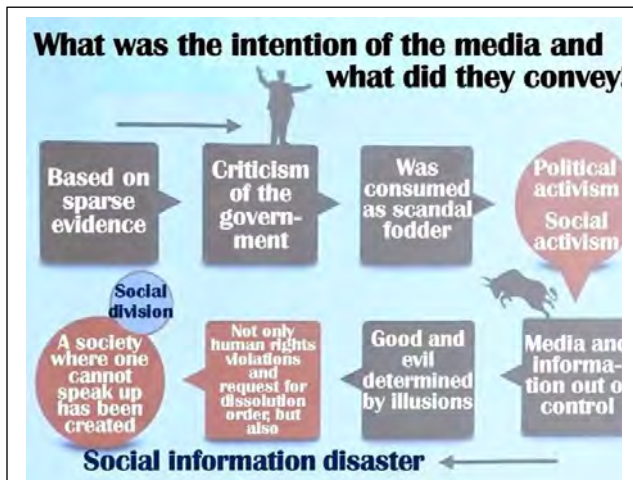 What was the intention of the media and
what did they convey?
Based on
sparse
evidence
Criticism
of the
govern-
ment
Was
consumed
as scandal
fodder
Political
activism
Social
activism
Media and
informa-
tion out of
control
Good and
evil
determined
by illusions
Not only
human rights
violations
and
request for
dissolution
order, but
also
Social
division
A society
where one
cannot
speak up
has been
created
Social information disaster